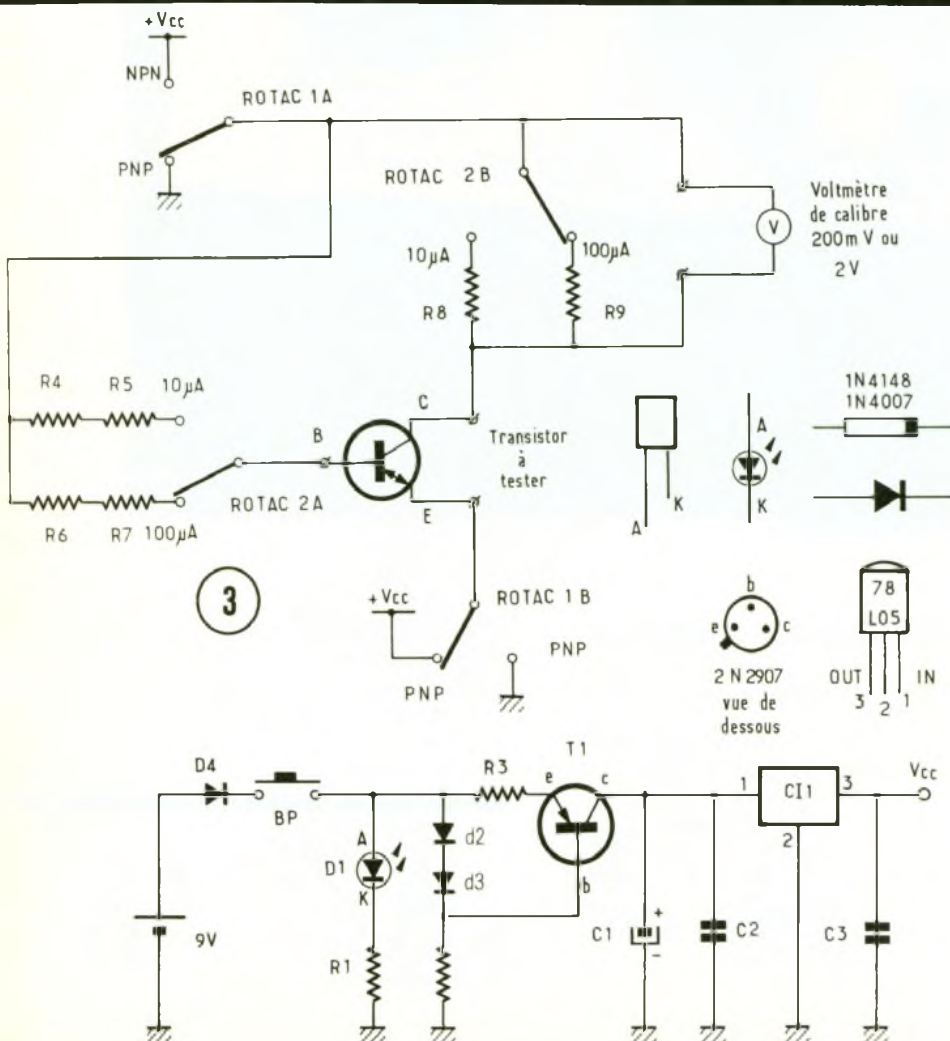 +Vcc
NPN
ROTAC 1A
PNP
ROTAC 2B
Voltmètre
de calibre
200mV ou
2V
V
10µA
100µA
R8
R9
R4
R5
10µA
1N4148
1N4007
C
B
Transistor
à
tester
A
K
A
K
ROTAC 2A
E
R6
R7
100µA
3
+Vcc
ROTAC 1B
PNP
PNP
b
e
c
2N2907
vue de
dessous
78
L05
OUT
IN
3
2
1
T1
D4
BP
R3
e
c
1
CI1
3
Vcc
2
A
D1
K
d2
d3
b
9V
R1
C1
+
-
C2
C3